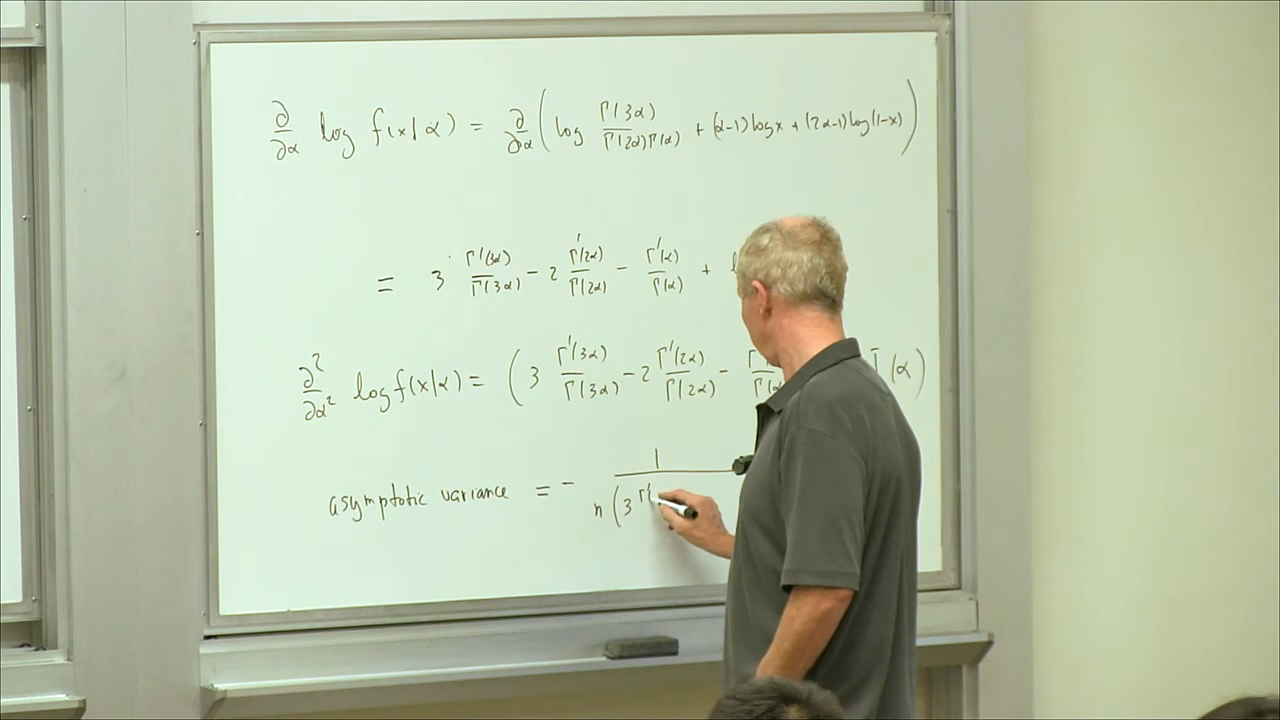 ∂/∂α log f(x|α) = ∂/∂α ( log Γ(3α)/Γ(2α)Γ(α) + (α-1) log x + (2α-1) log(1-x) )
= 3 Γ'(3α)/Γ(3α) - 2 Γ'(2α)/Γ(2α) - Γ'(α)/Γ(α) +
∂²/∂α² log f(x|α) = ( 3 Γ'(3α)/Γ(3α) - 2 Γ'(2α)/Γ(2α) - (α)
asymptotic variance = - 1 / n ( 3 Γ'